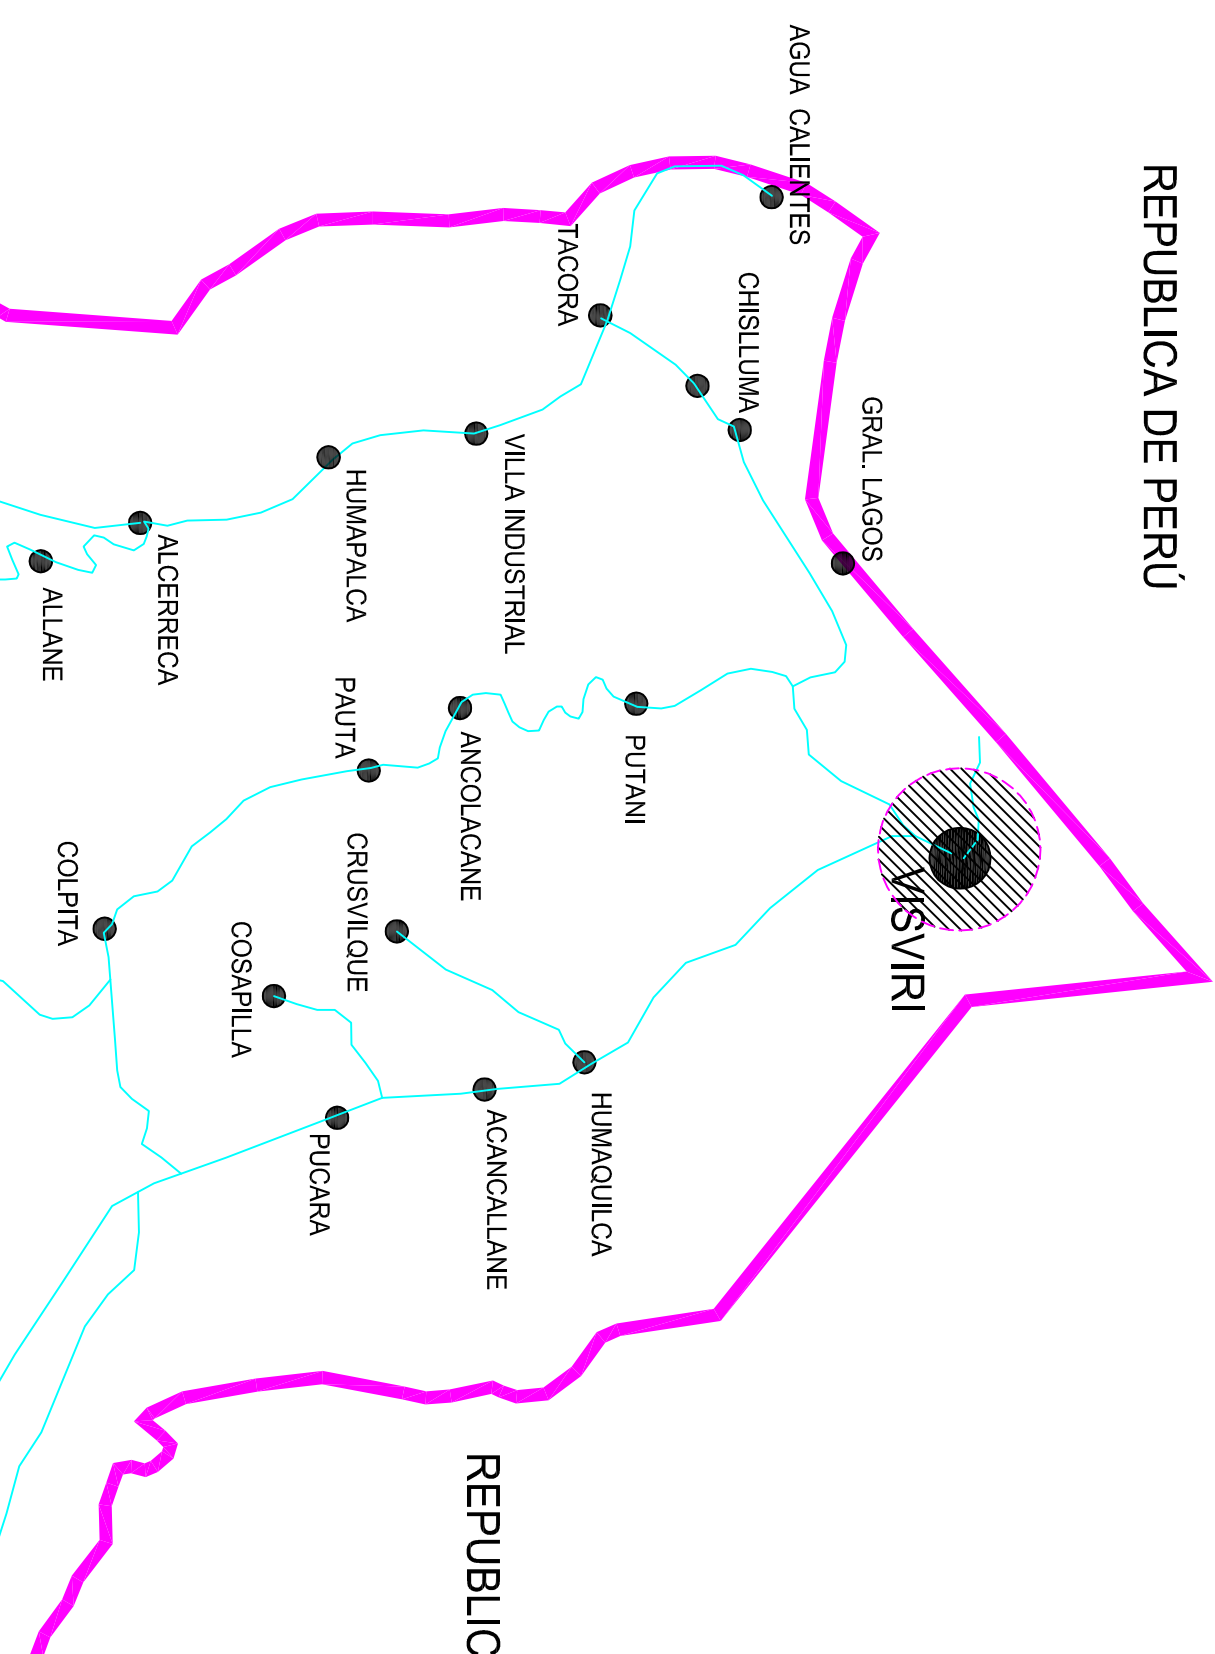 REPUBLICA DE PERÚ
VISVIRI
GRAL. LAGOS
AGUA CALIENTES
CHISLLUMA
PUTANI
HUMAQUILCA
TACORA
VILLA INDUSTRIAL
ANCOLACANE
ACANCALLANE
REPUBLIC
HUMAPALCA
PAUTA
CRUSVILQUE
PUCARA
COSAPILLA
ALCERRECA
COLPITA
ALLANE